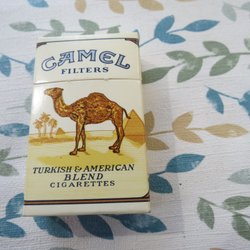 CAMEL
FILTERS
TURKISH & AMERICAN
BLEND
CIGARETTES